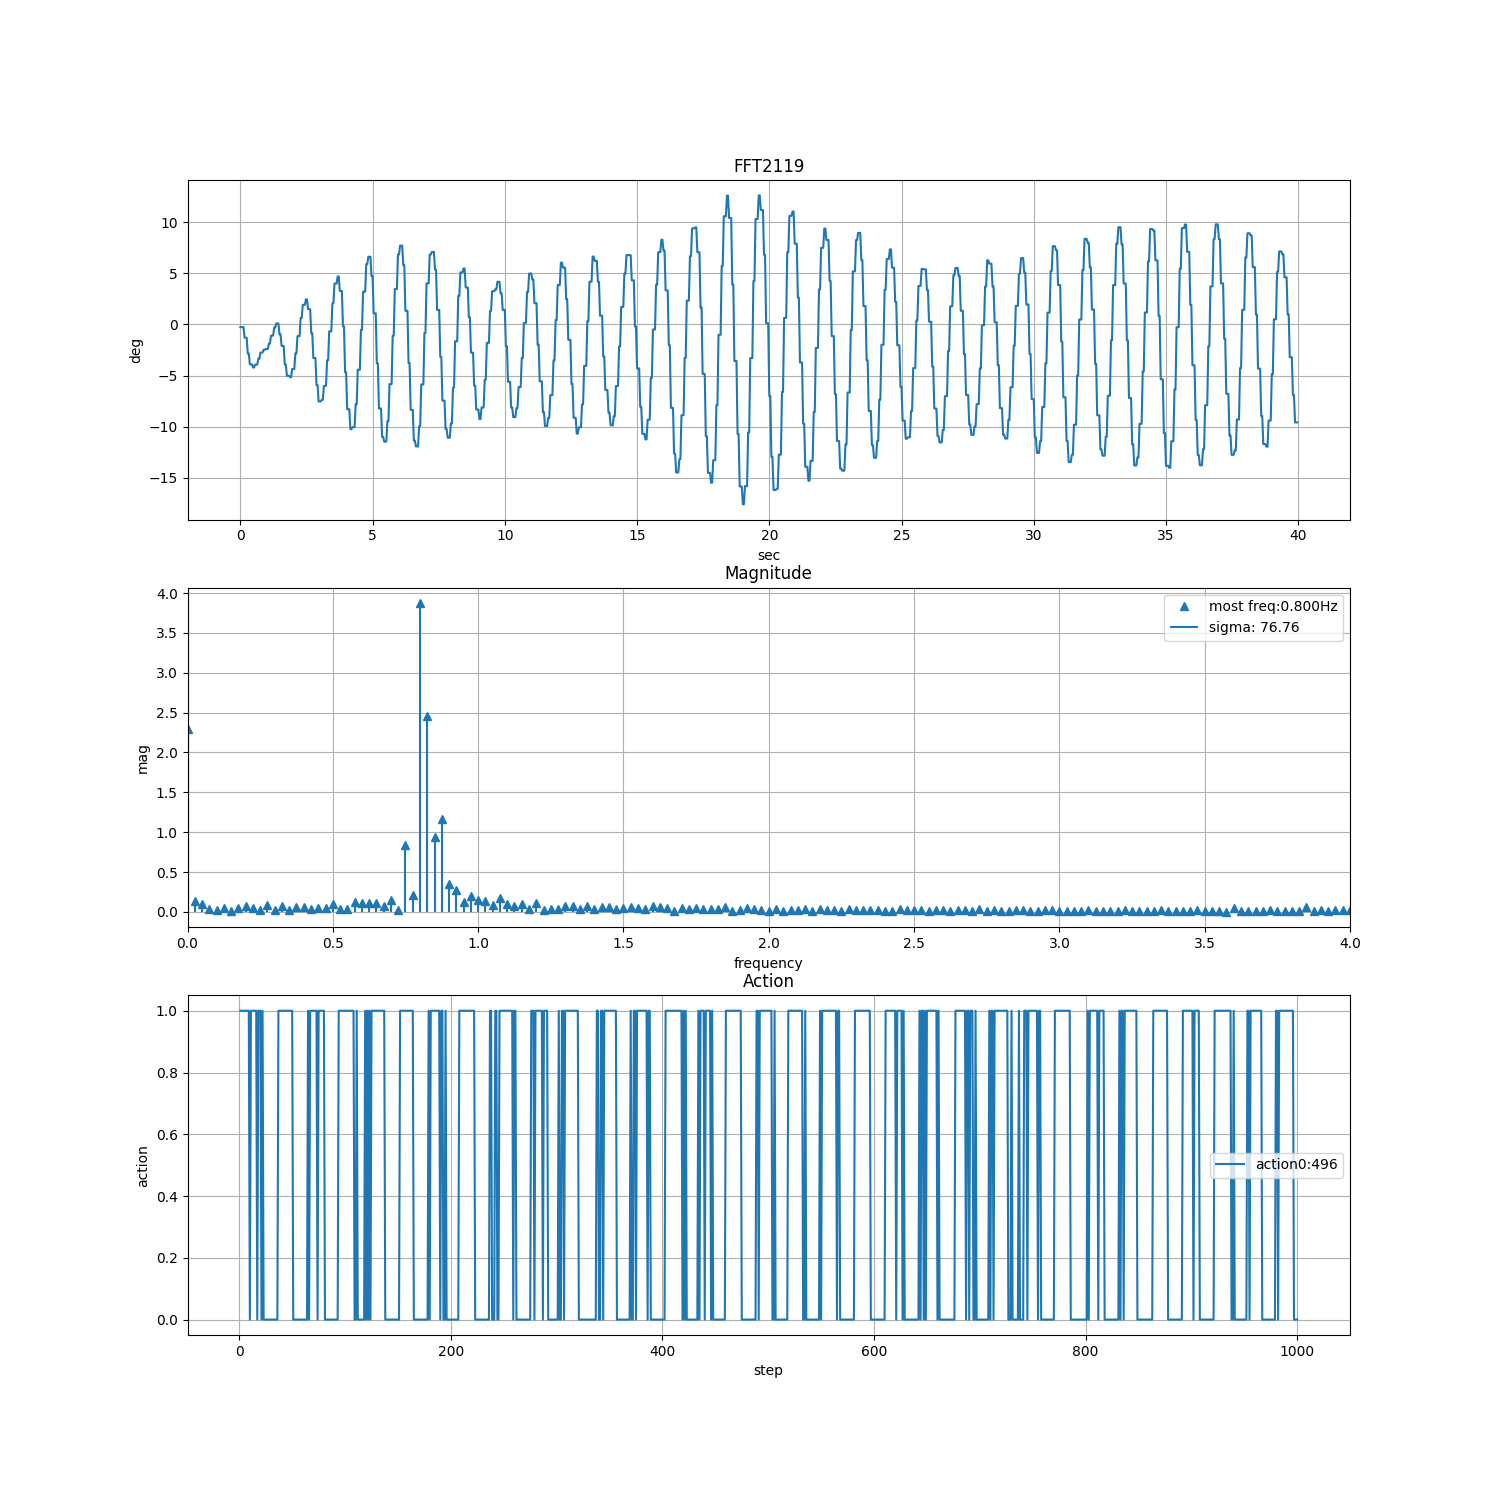 FFT2119
10
5
0
−5
−10
−15
deg
0 5 10 15 20 25 30 35 40
sec
Magnitude
4.0
3.5
3.0
2.5
2.0
1.5
1.0
0.5
0.0
mag
most freq:0.800Hz
sigma: 76.76
0.0 0.5 1.0 1.5 2.0 2.5 3.0 3.5 4.0
frequency
Action
1.0
0.8
0.6
0.4
0.2
0.0
action
action0:496
0 200 400 600 800 1000
step